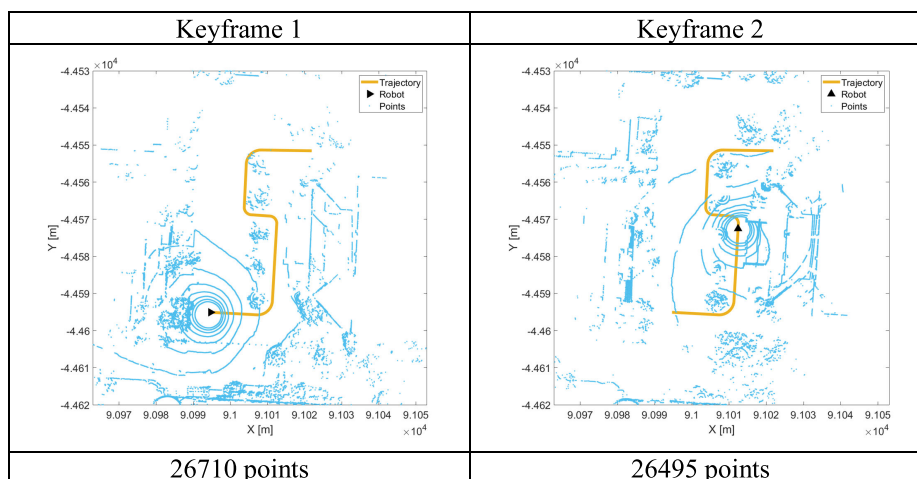 Keyframe 1
Keyframe 2
×10⁴
-4.453
-4.454
-4.455
-4.456
-4.457
-4.458
-4.459
-4.46
-4.461
-4.462
Y [m]
Trajectory
Robot
Points
9.097 9.098 9.099 9.1 9.101 9.102 9.103 9.104 9.105
X [m]
×10⁴
×10⁴
-4.453
-4.454
-4.455
-4.456
-4.457
-4.458
-4.459
-4.46
-4.461
-4.462
Y [m]
Trajectory
Robot
Points
9.097 9.098 9.099 9.1 9.101 9.102 9.103 9.104 9.105
X [m]
×10⁴
26710 points
26495 points